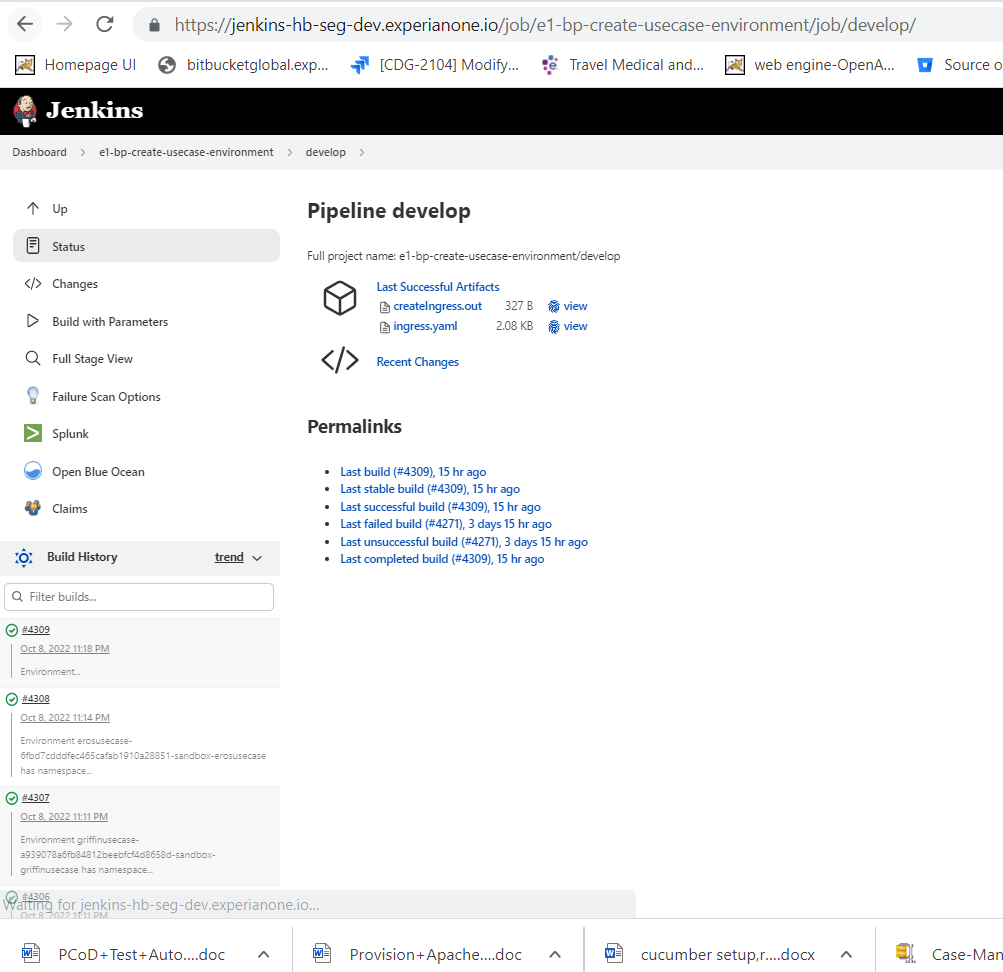 https://jenkins-hb-seg-dev.experianone.io/job/e1-bp-create-usecase-environment/job/develop/
Homepage UI bitbucketglobal.exp... [CDG-2104] Modify... Travel Medical and... web engine-OpenA... Source o
Jenkins
Dashboard > e1-bp-create-usecase-environment > develop >
Up
Status
Changes
Build with Parameters
Full Stage View
Failure Scan Options
Splunk
Open Blue Ocean
Claims
Build History trend
Filter builds...
#4309
Oct 8, 2022 11:18 PM
Environment...
#4308
Oct 8, 2022 11:14 PM
Environment erosusecase-
6fbd7cdddfec465cafab1910a28851-sandbox-erosusecase
has namespace...
#4307
Oct 8, 2022 11:11 PM
Environment griffinusecase-
a939078a6fb84812beebfcf4d8658d-sandbox-
griffinusecase has namespace...
#4306
Oct 8, 2022 11:11 PM
Pipeline develop
Full project name: e1-bp-create-usecase-environment/develop
Last Successful Artifacts
createIngress.out 327 B view
ingress.yaml 2.08 KB view
Recent Changes
Permalinks
Last build (#4309), 15 hr ago
Last stable build (#4309), 15 hr ago
Last successful build (#4309), 15 hr ago
Last failed build (#4271), 3 days 15 hr ago
Last unsuccessful build (#4271), 3 days 15 hr ago
Last completed build (#4309), 15 hr ago
Waiting for jenkins-hb-seg-dev.experianone.io...
PCoD+Test+Auto....doc Provision+Apache....doc cucumber setup,r....docx Case-Man